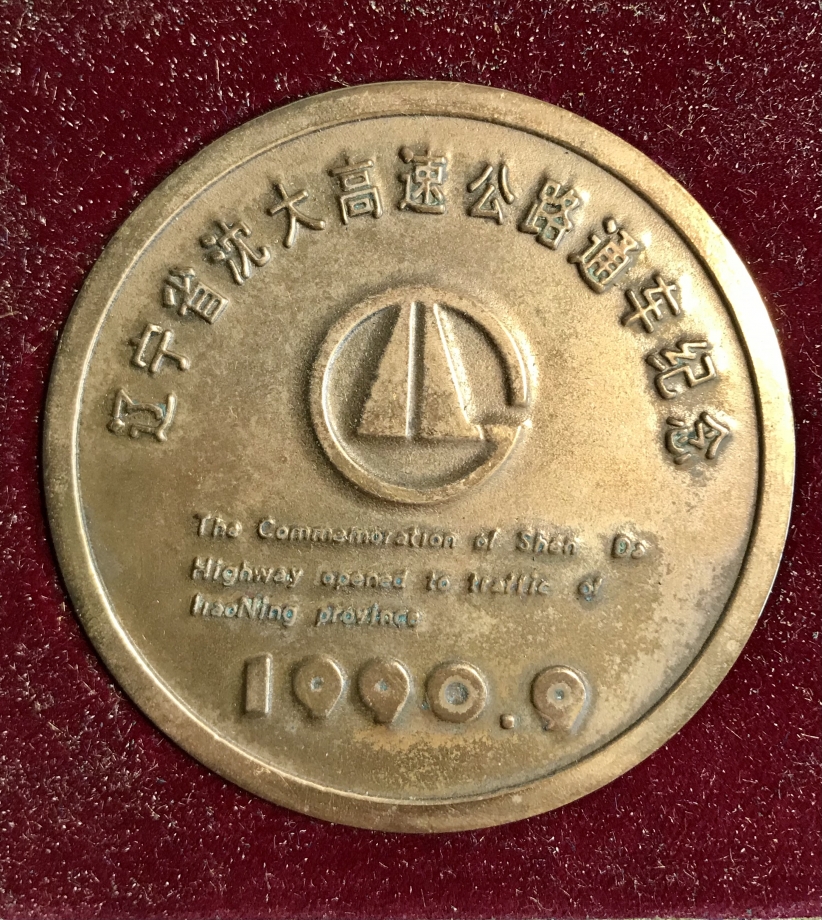 辽宁省沈大高速公路通车纪念
The Commemoration of Shen Da
Highway opened to traffic of
liaoNing province
1990.9